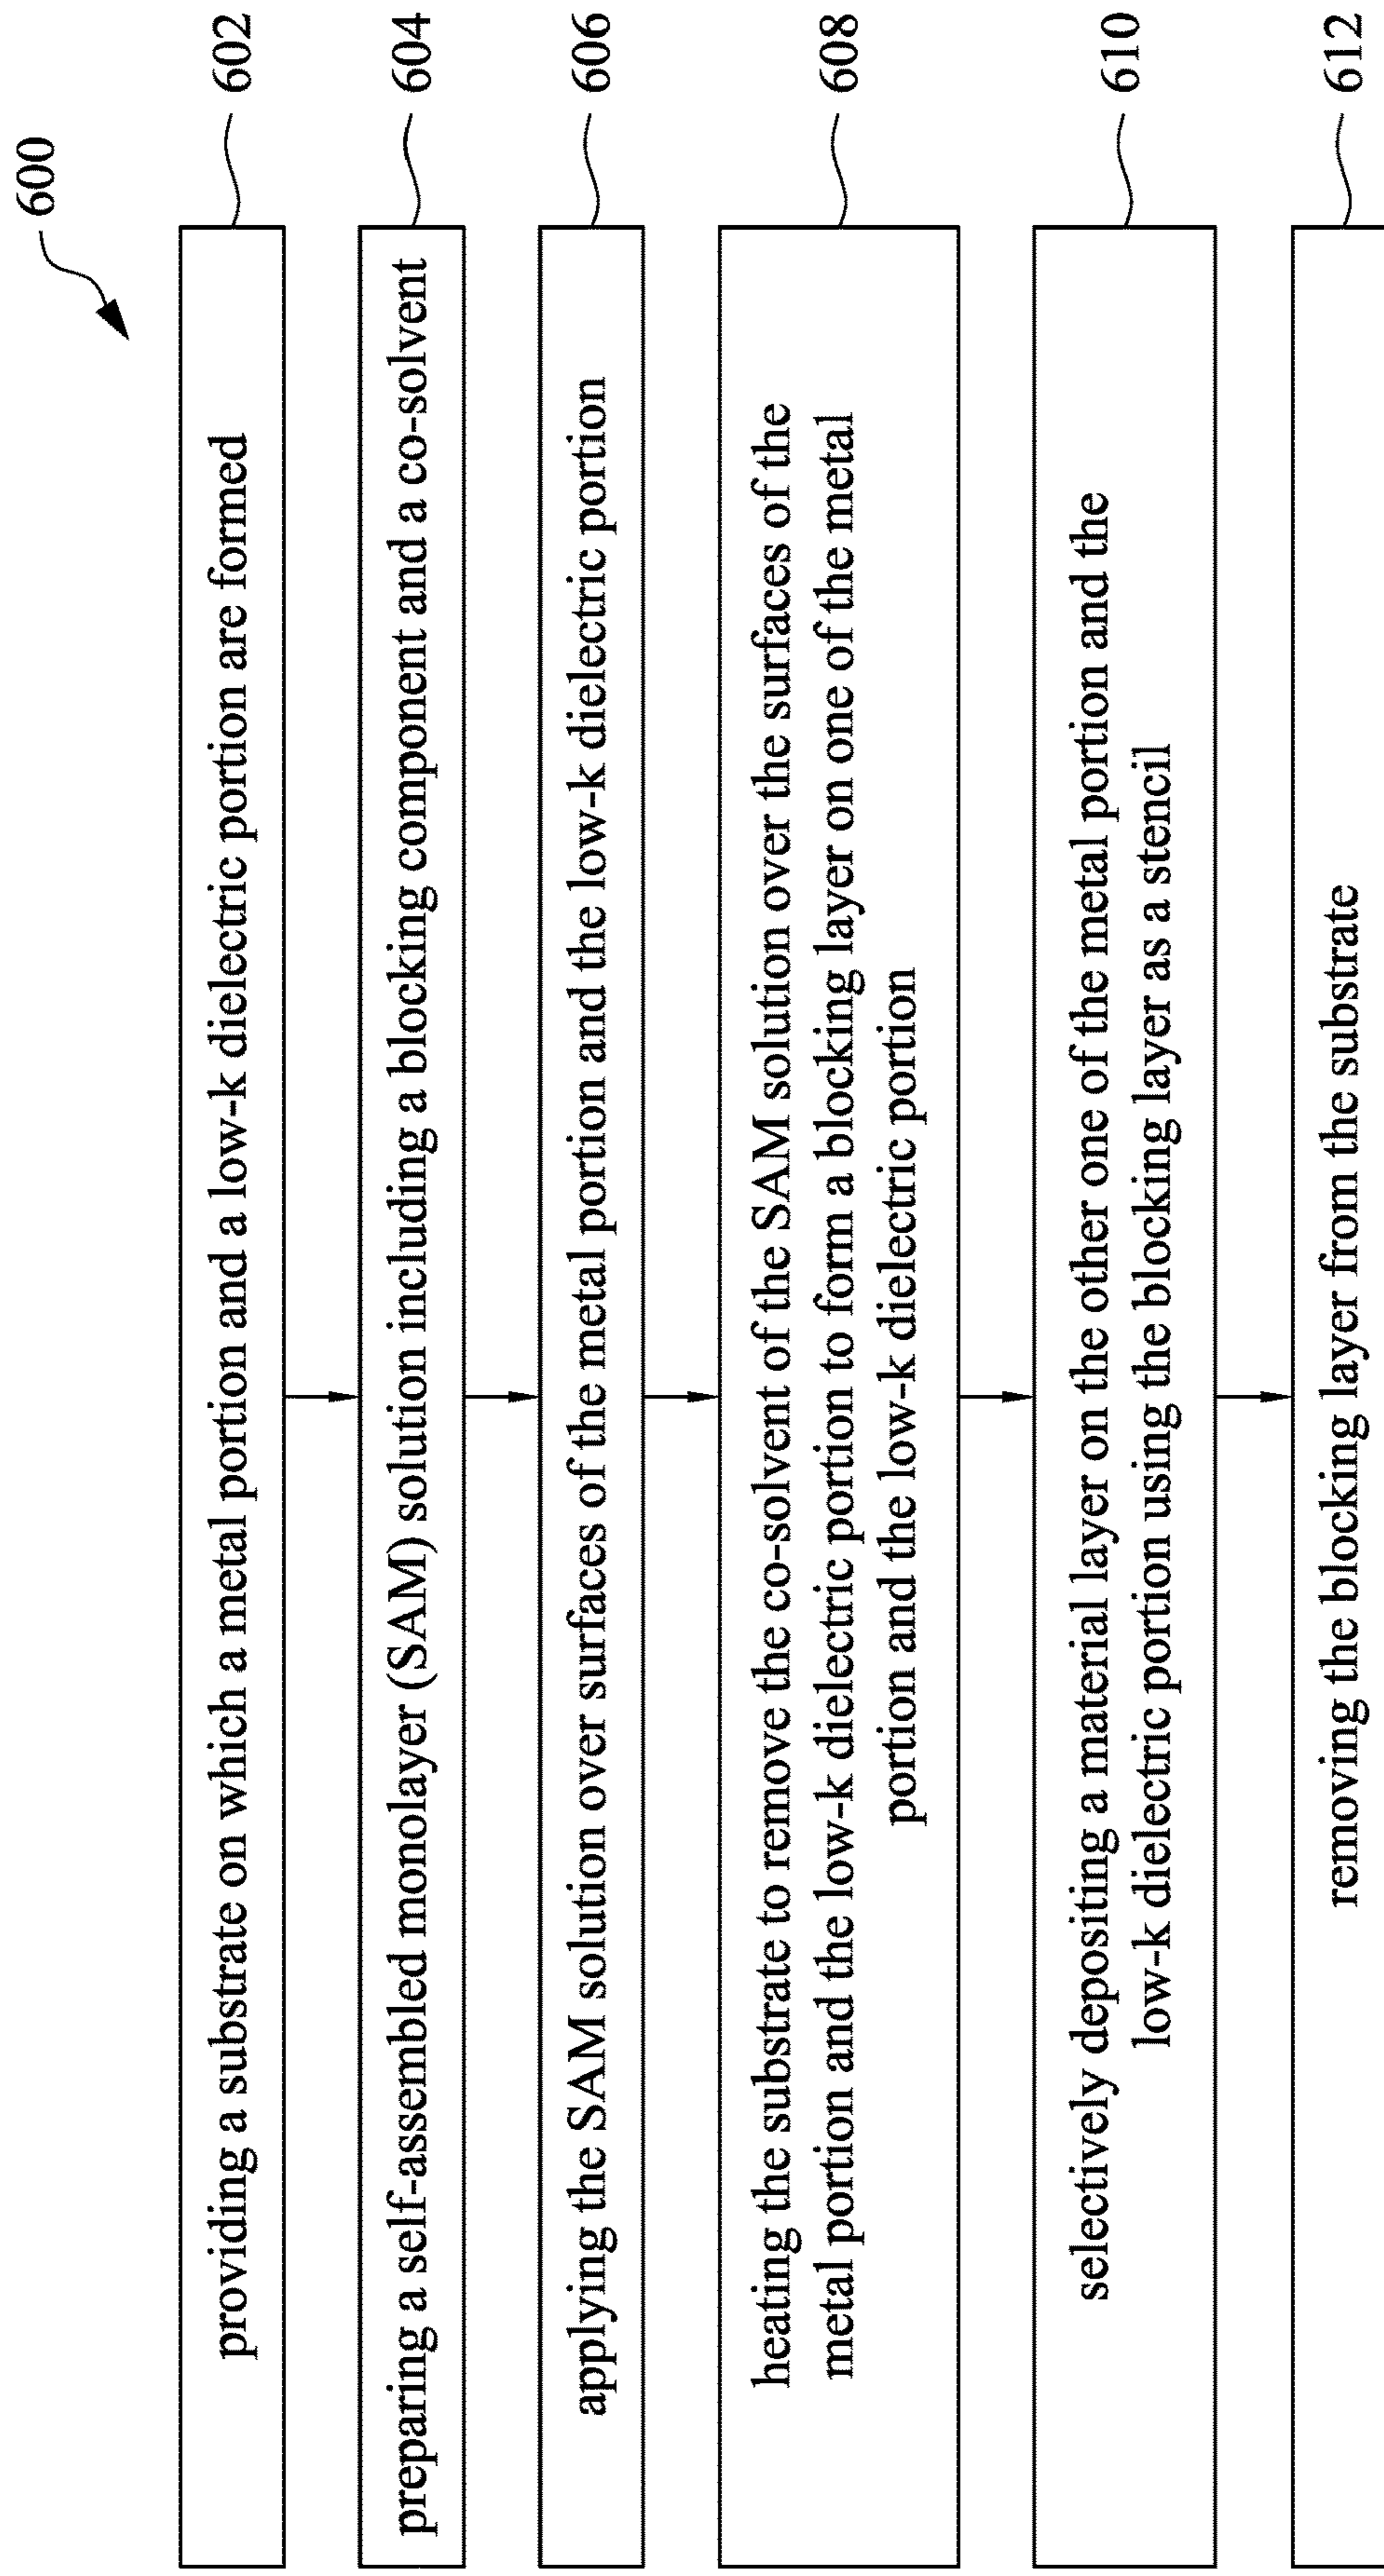 600
providing a substrate on which a metal portion and a low-k dielectric portion are formed
602
preparing a self-assembled monolayer (SAM) solution including a blocking component and a co-solvent
604
applying the SAM solution over surfaces of the metal portion and the low-k dielectric portion
606
heating the substrate to remove the co-solvent of the SAM solution over the surfaces of the
metal portion and the low-k dielectric portion to form a blocking layer on one of the metal
portion and the low-k dielectric portion
608
selectively depositing a material layer on the other one of the metal portion and the
low-k dielectric portion using the blocking layer as a stencil
610
removing the blocking layer from the substrate
612